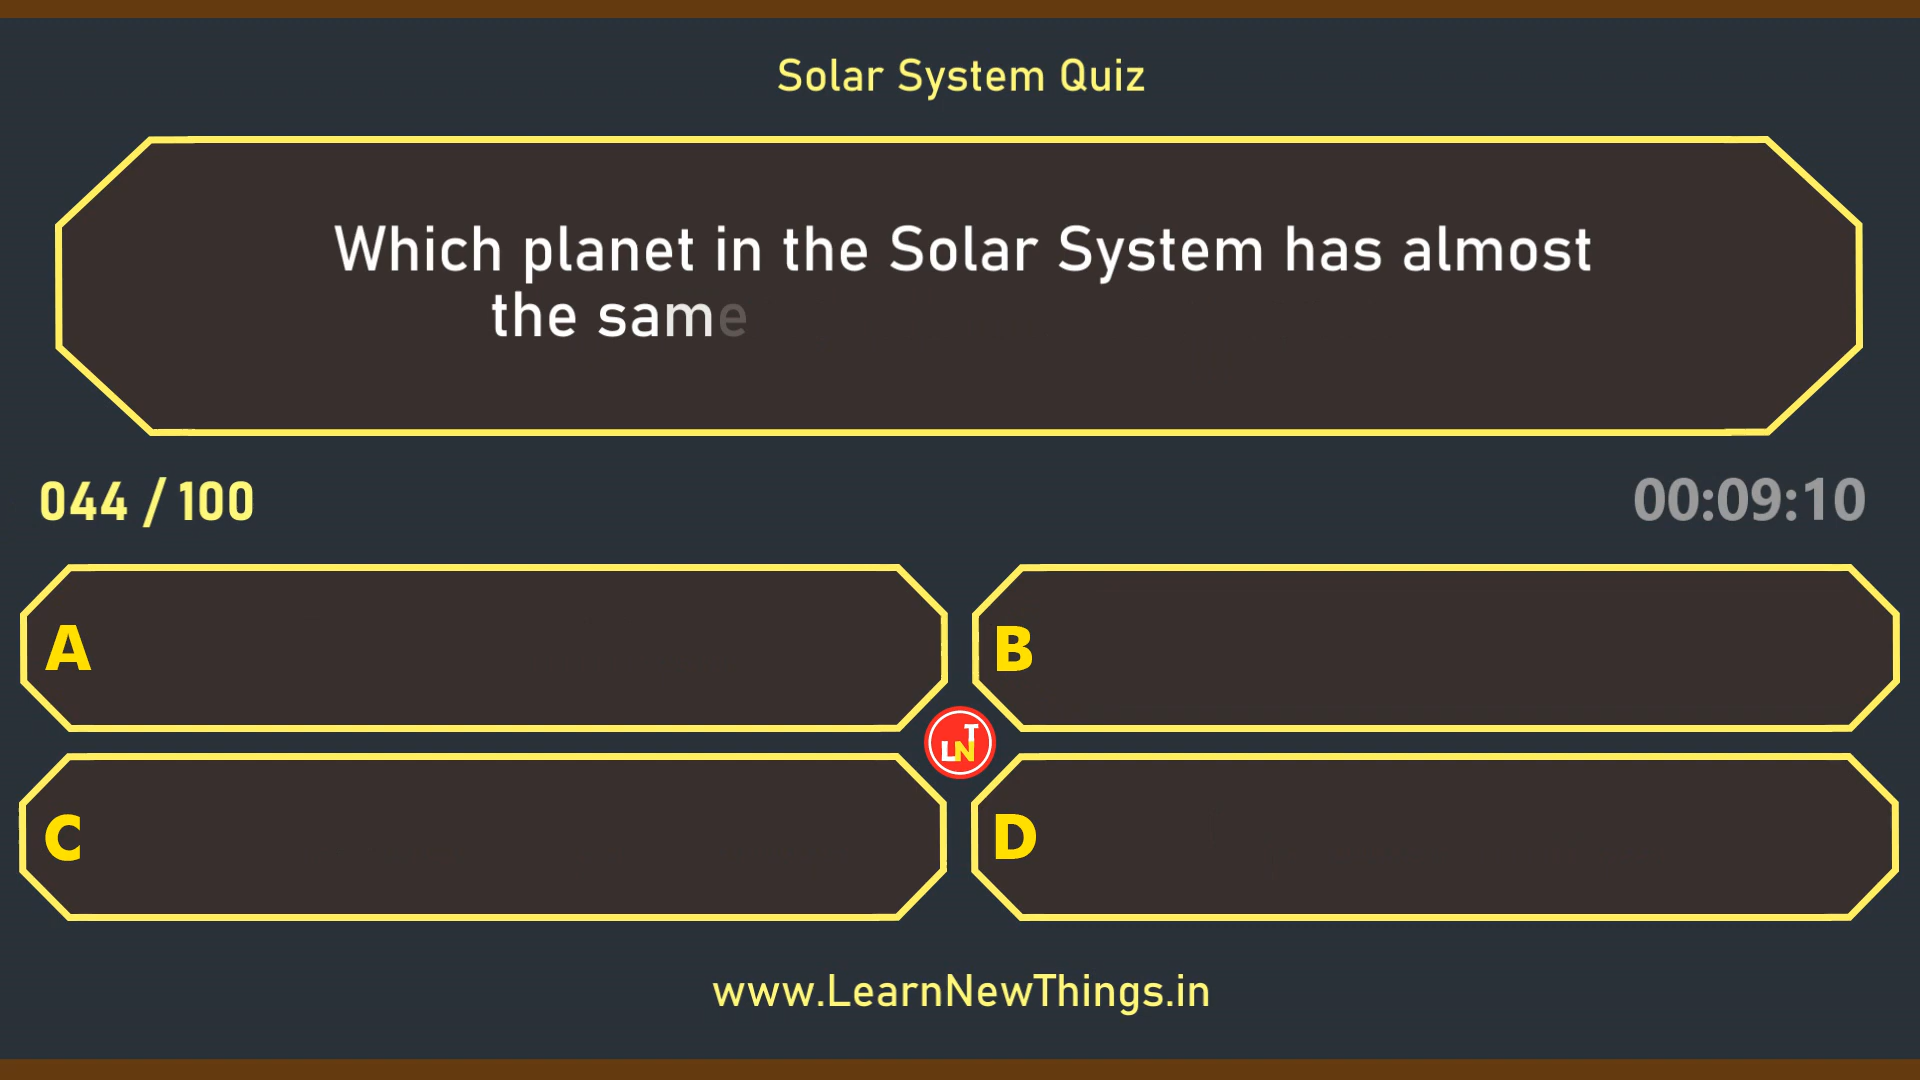 Solar System Quiz
Which planet in the Solar System has almost
the same
044 / 100
00:09:10
A
B
LNT
C
D
www.LearnNewThings.in